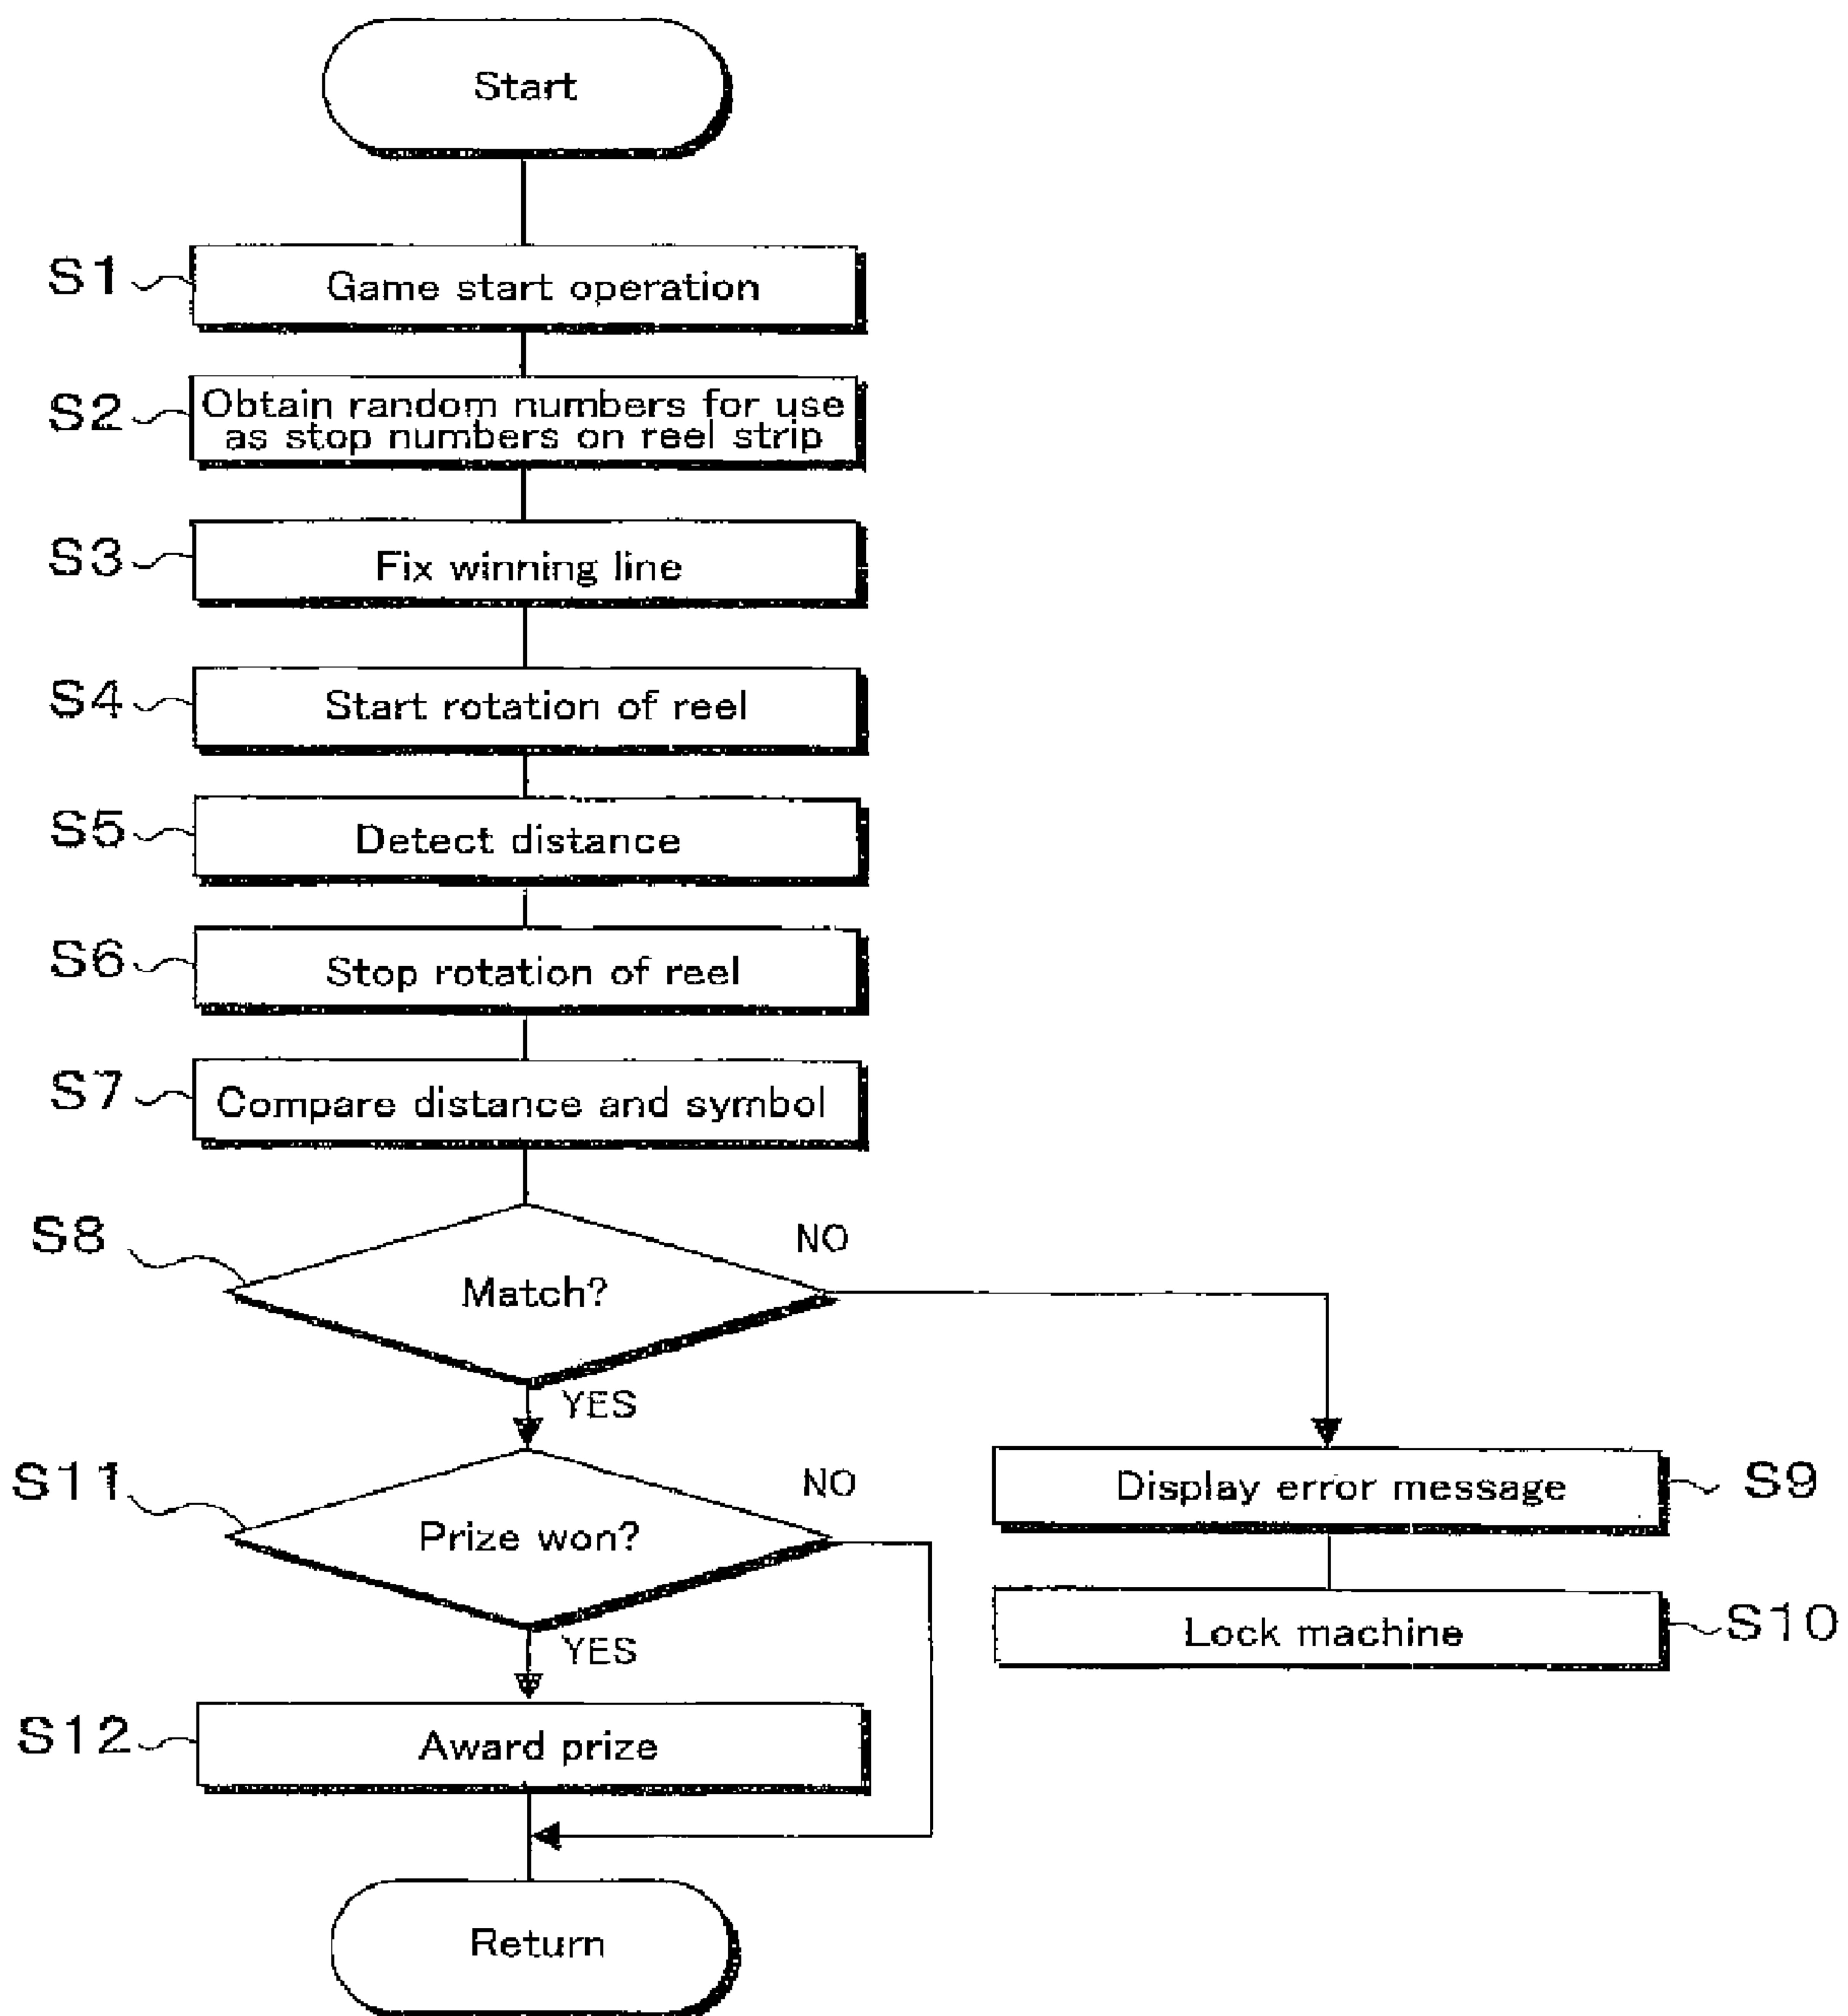 Start
S1
Game start operation
S2
Obtain random numbers for use
as stop numbers on reel strip
S3
Fix winning line
S4
Start rotation of reel
S5
Detect distance
S6
Stop rotation of reel
S7
Compare distance and symbol
S8
NO
Match?
YES
S11
NO
Prize won?
YES
Display error message
S9
Lock machine
S10
S12
Award prize
Return